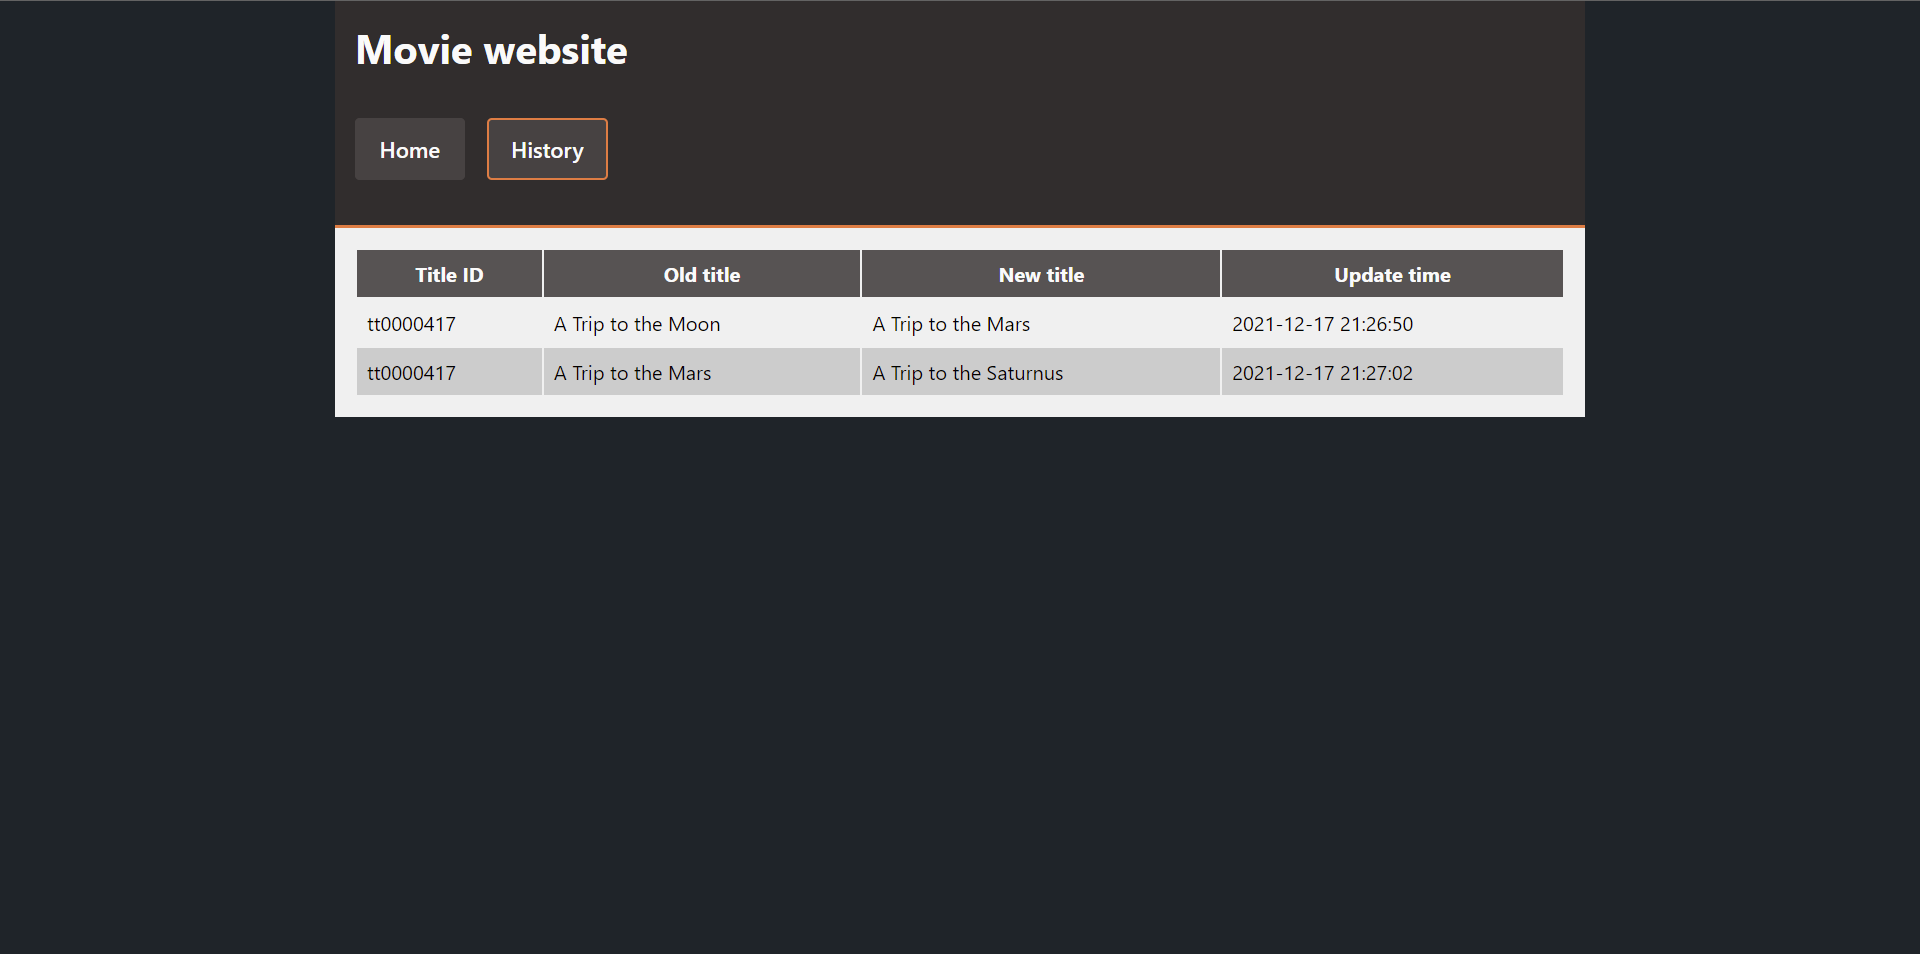 Movie website
Home History
Title ID Old title New title Update time
tt0000417 A Trip to the Moon A Trip to the Mars 2021-12-17 21:26:50
tt0000417 A Trip to the Mars A Trip to the Saturnus 2021-12-17 21:27:02